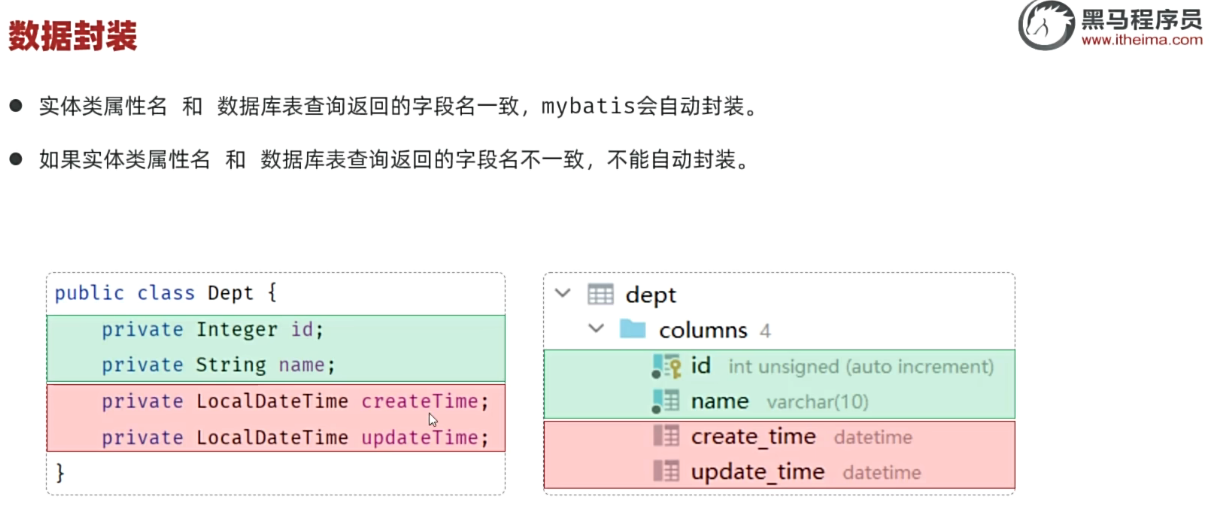 数据封装
黑马程序员
www.itheima.com
● 实体类属性名 和 数据库表查询返回的字段名一致，mybatis会自动封装。
● 如果实体类属性名 和 数据库表查询返回的字段名不一致，不能自动封装。
public class Dept {
private Integer id;
private String name;
private LocalDateTime createTime;
private LocalDateTime updateTime;
}
dept
columns 4
id int unsigned (auto increment)
name varchar(10)
create_time datetime
update_time datetime